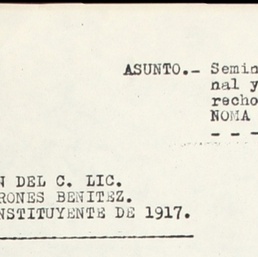 ASUNTO.- Semin
nal y
recho
NOMA
- - -
N DEL C. LIC.
RONES BENITEZ.
NSTITUYENTE DE 1917.